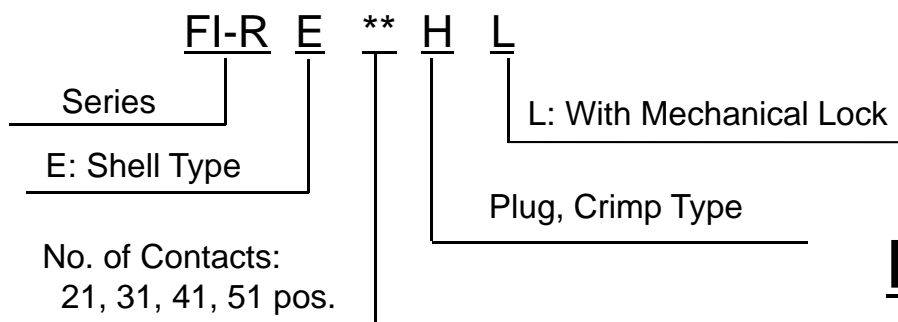 FI-R E ** H L
Series
L: With Mechanical Lock
E: Shell Type
Plug, Crimp Type
No. of Contacts:
21, 31, 41, 51 pos.